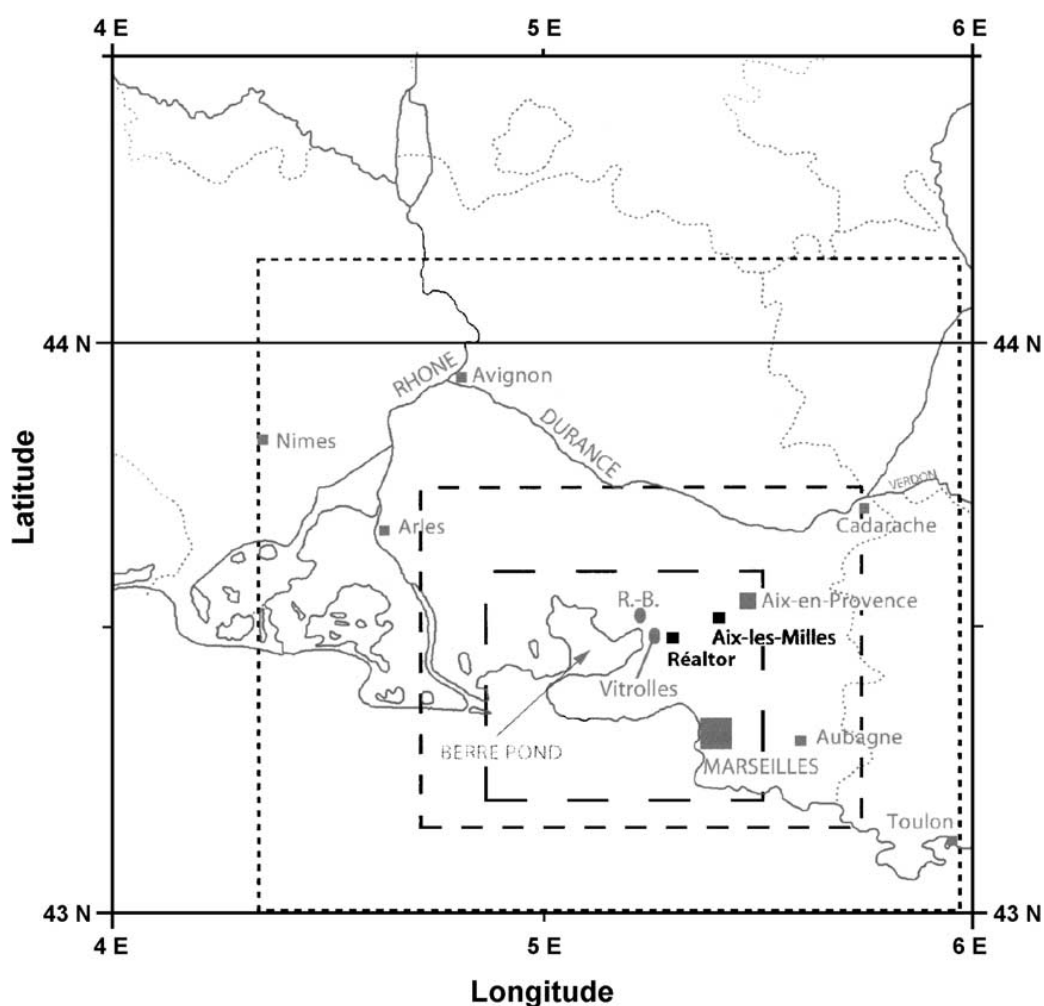 4 E
5 E
6 E
44 N
44 N
RHONE
Avignon
DURANCE
Nimes
VERDON
Arles
Cadarache
R.-B.
Aix-en-Provence
Aix-les-Milles
Réaltor
Vitrolles
BERRE POND
Aubagne
MARSEILLES
Toulon
43 N
43 N
4 E
5 E
6 E
Latitude
Longitude